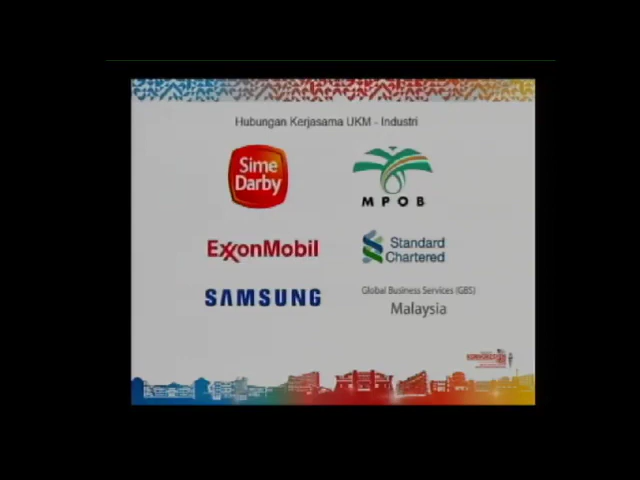 Hubungan Kerjasama UKM - Industri
Sime
Darby
MPOB
ExxonMobil
Standard
Chartered
SAMSUNG
Global Business Services (GBS)
Malaysia